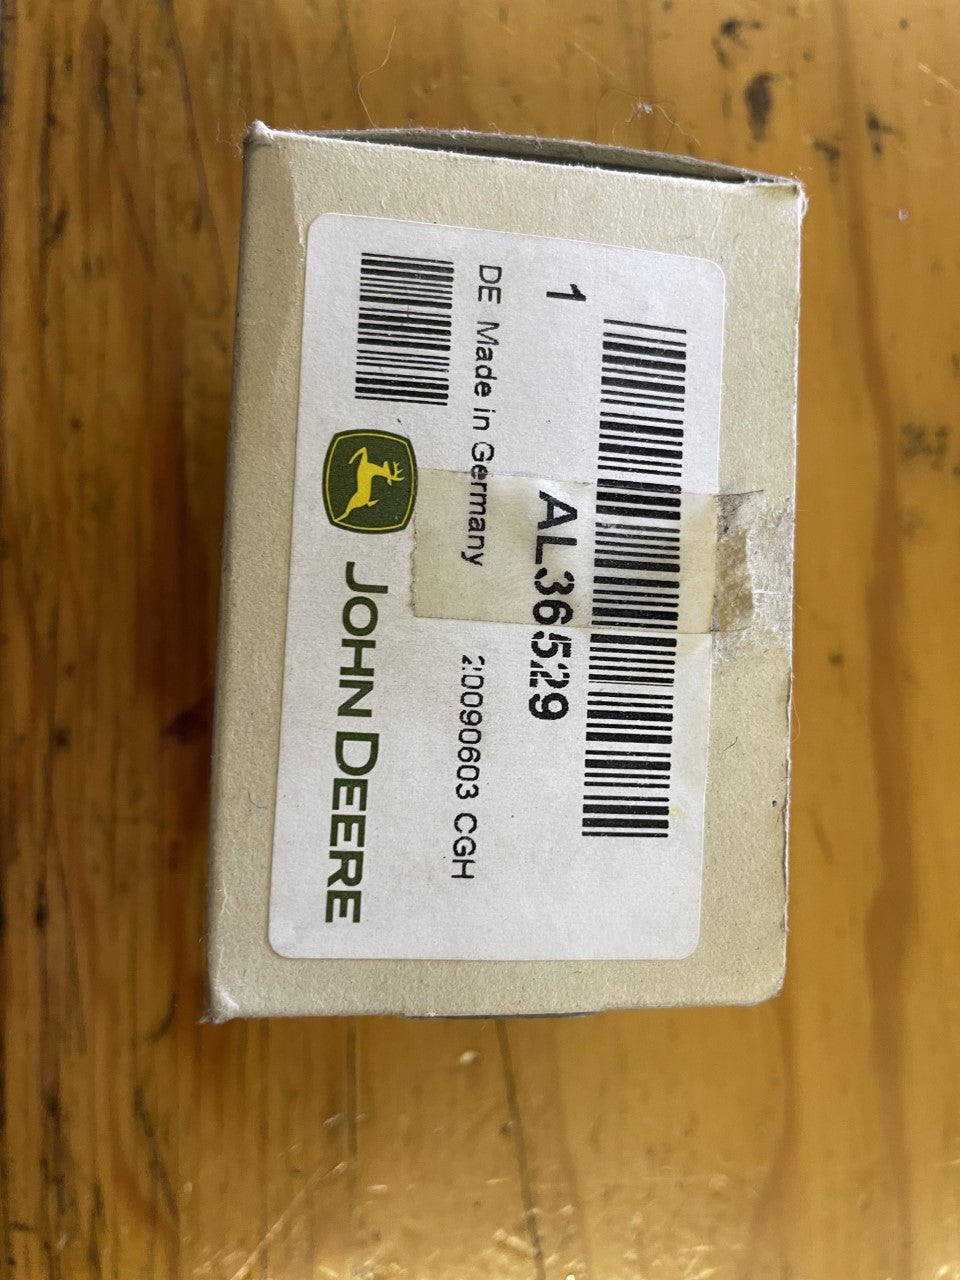 1
AL36529
DE Made in Germany
20090603 CGH
JOHN DEERE